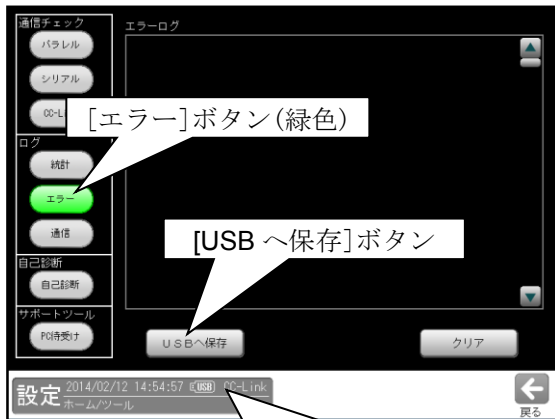 通信チェック
エラーログ
パラレル
シリアル
CC-Li
[エラー]ボタン(緑色)
ログ
統計
エラー
通信
[USB へ保存]ボタン
自己診断
自己診断
サポートツール
PC待受け
USBへ保存
クリア
設定 2014/02/12 14:54:57 (USB) CC-Link
ホーム/ツール
戻る